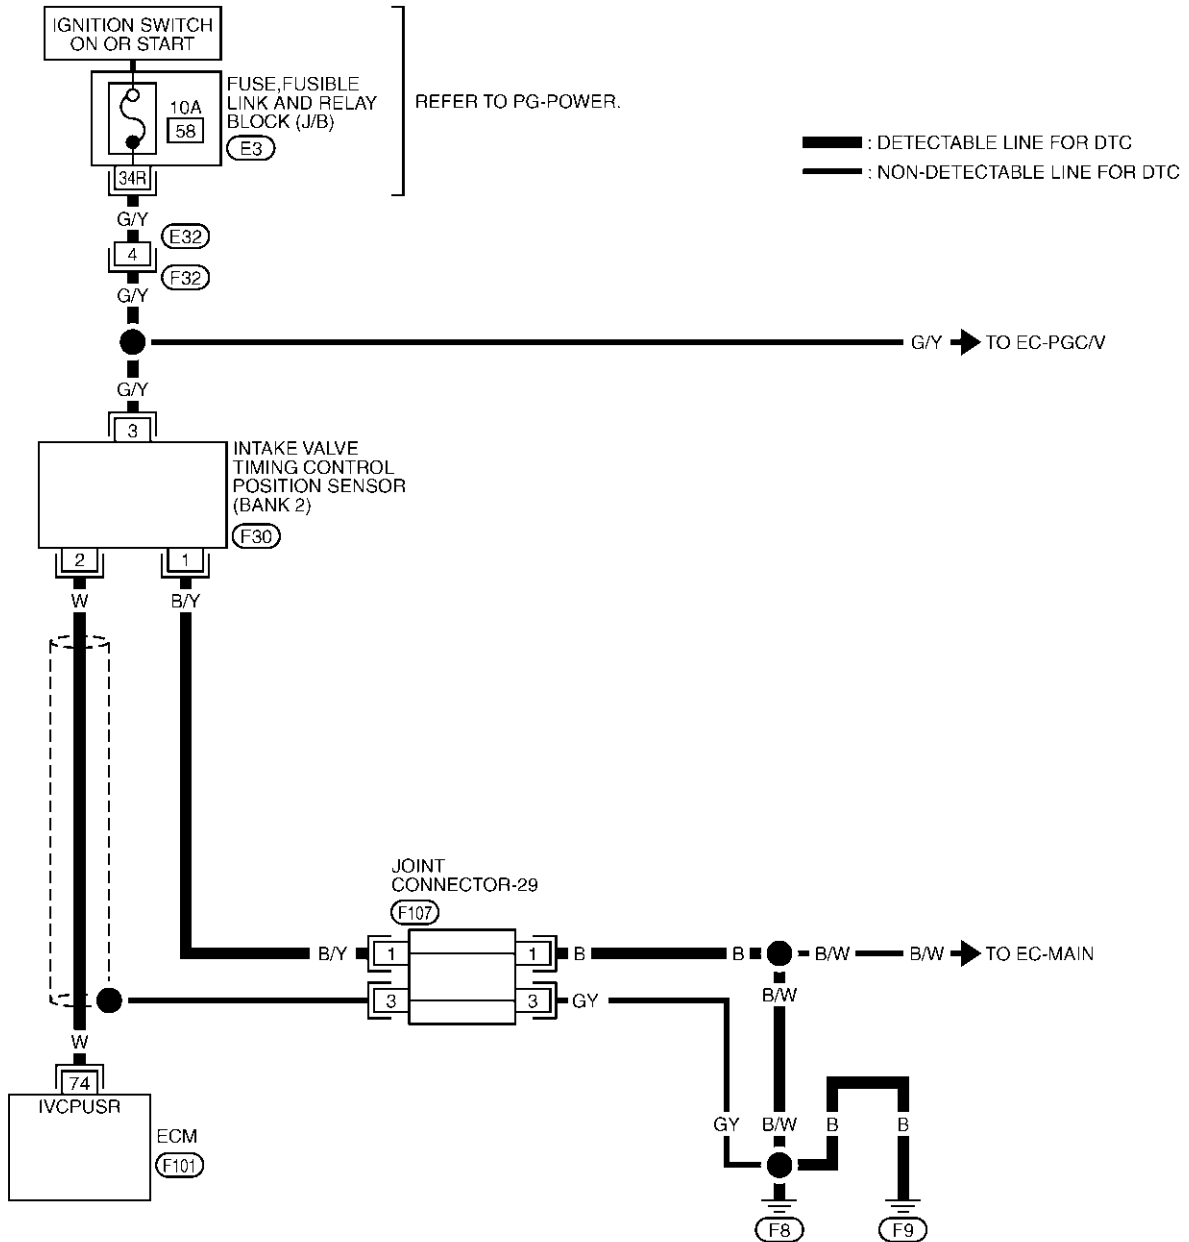 IGNITION SWITCH
ON OR START
FUSE,FUSIBLE
LINK AND RELAY
BLOCK (J/B)
10A
58
E3
REFER TO PG-POWER.
: DETECTABLE LINE FOR DTC
: NON-DETECTABLE LINE FOR DTC
34R
G/Y
E32
4
F32
G/Y
G/Y
TO EC-PGC/V
G/Y
3
INTAKE VALVE
TIMING CONTROL
POSITION SENSOR
(BANK 2)
F30
2
1
W
B/Y
JOINT
CONNECTOR-29
F107
B/Y
1
1
B
B
B/W
B/W
TO EC-MAIN
3
3
GY
B/W
W
74
IVCPUSR
ECM
F101
GY
B/W
B
B
F8
F9